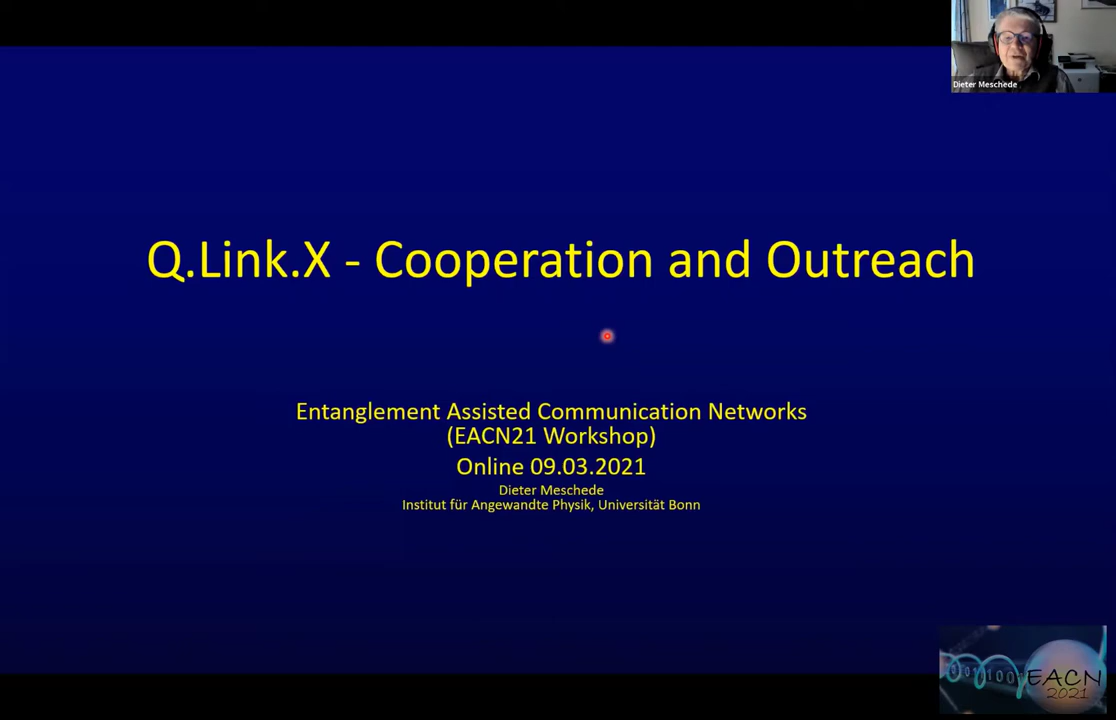 Dieter Meschede
Q.Link.X - Cooperation and Outreach
Entanglement Assisted Communication Networks
(EACN21 Workshop)
Online 09.03.2021
Dieter Meschede
Institut für Angewandte Physik, Universität Bonn
EACN
2021